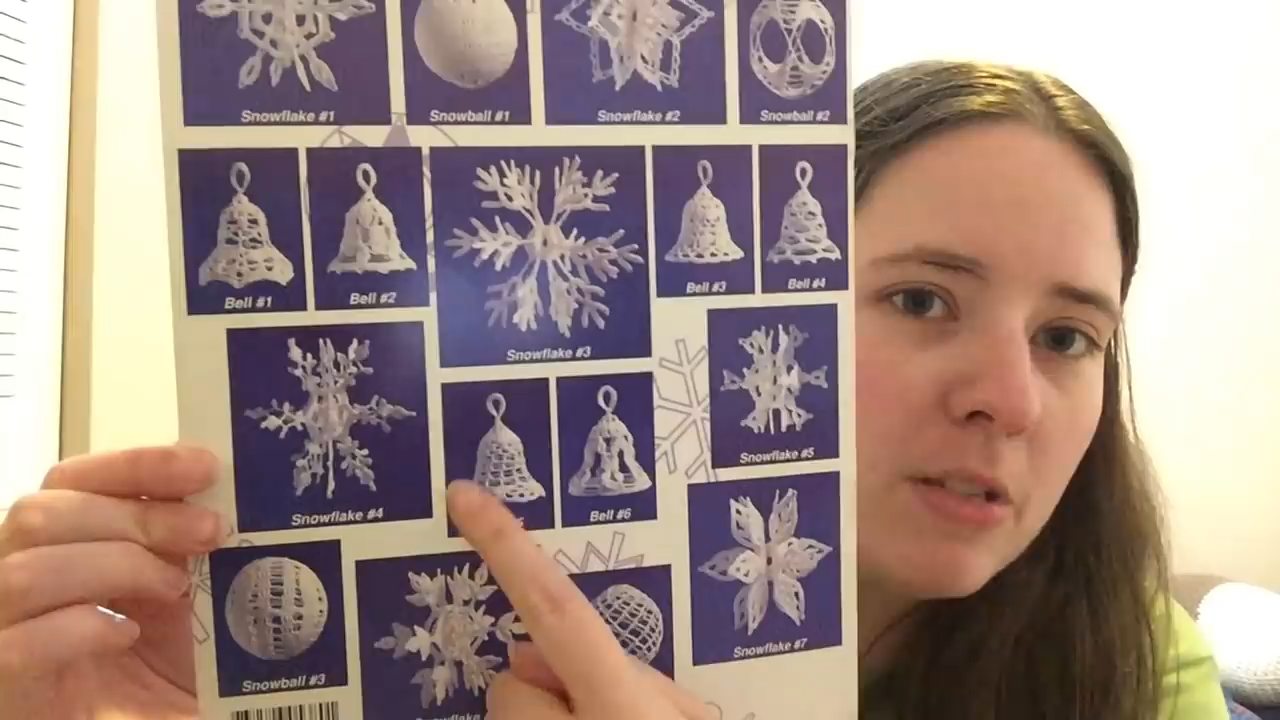 Snowflake #1
Snowball #1
Snowflake #2
Snowball #2
Bell #1
Bell #2
Snowflake #3
Bell #3
Bell #4
Snowflake #4
Bell #6
Snowflake #5
Snowball #3
Snowflake
Snowflake #7